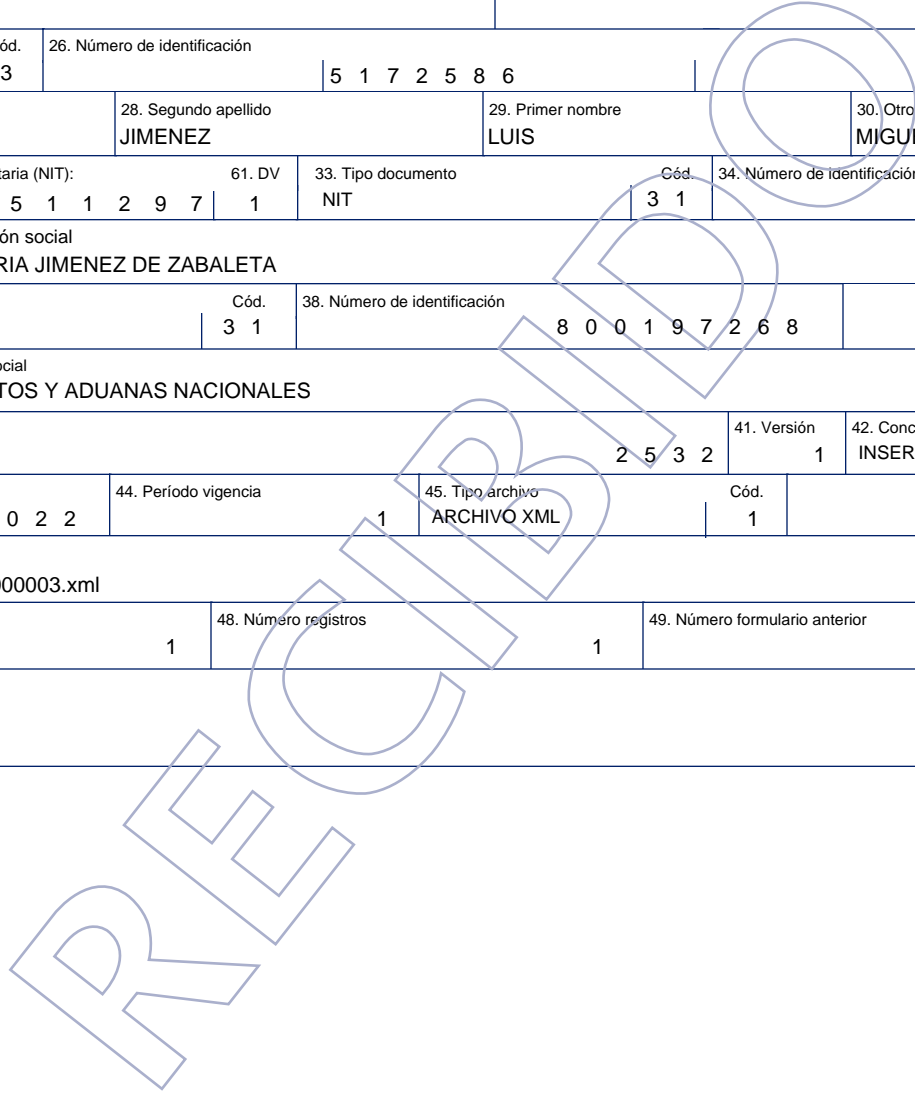 ód. 26. Número de identificación
3 5 1 7 2 5 8 6
28. Segundo apellido 29. Primer nombre 30. Otro
JIMENEZ LUIS MIGU
taria (NIT): 61. DV 33. Tipo documento Cód. 34. Número de identificación
5 1 1 2 9 7 1 NIT 3 1
ón social
RIA JIMENEZ DE ZABALETA
Cód. 38. Número de identificación
3 1 8 0 0 1 9 7 2 6 8
ocial
TOS Y ADUANAS NACIONALES
41. Versión 42. Conc
2 5 3 2 1 INSER
44. Período vigencia 45. Tipo archivo Cód.
0 2 2 1 ARCHIVO XML 1
000003.xml
48. Número registros 49. Número formulario anterior
1 1
RECIBIDO